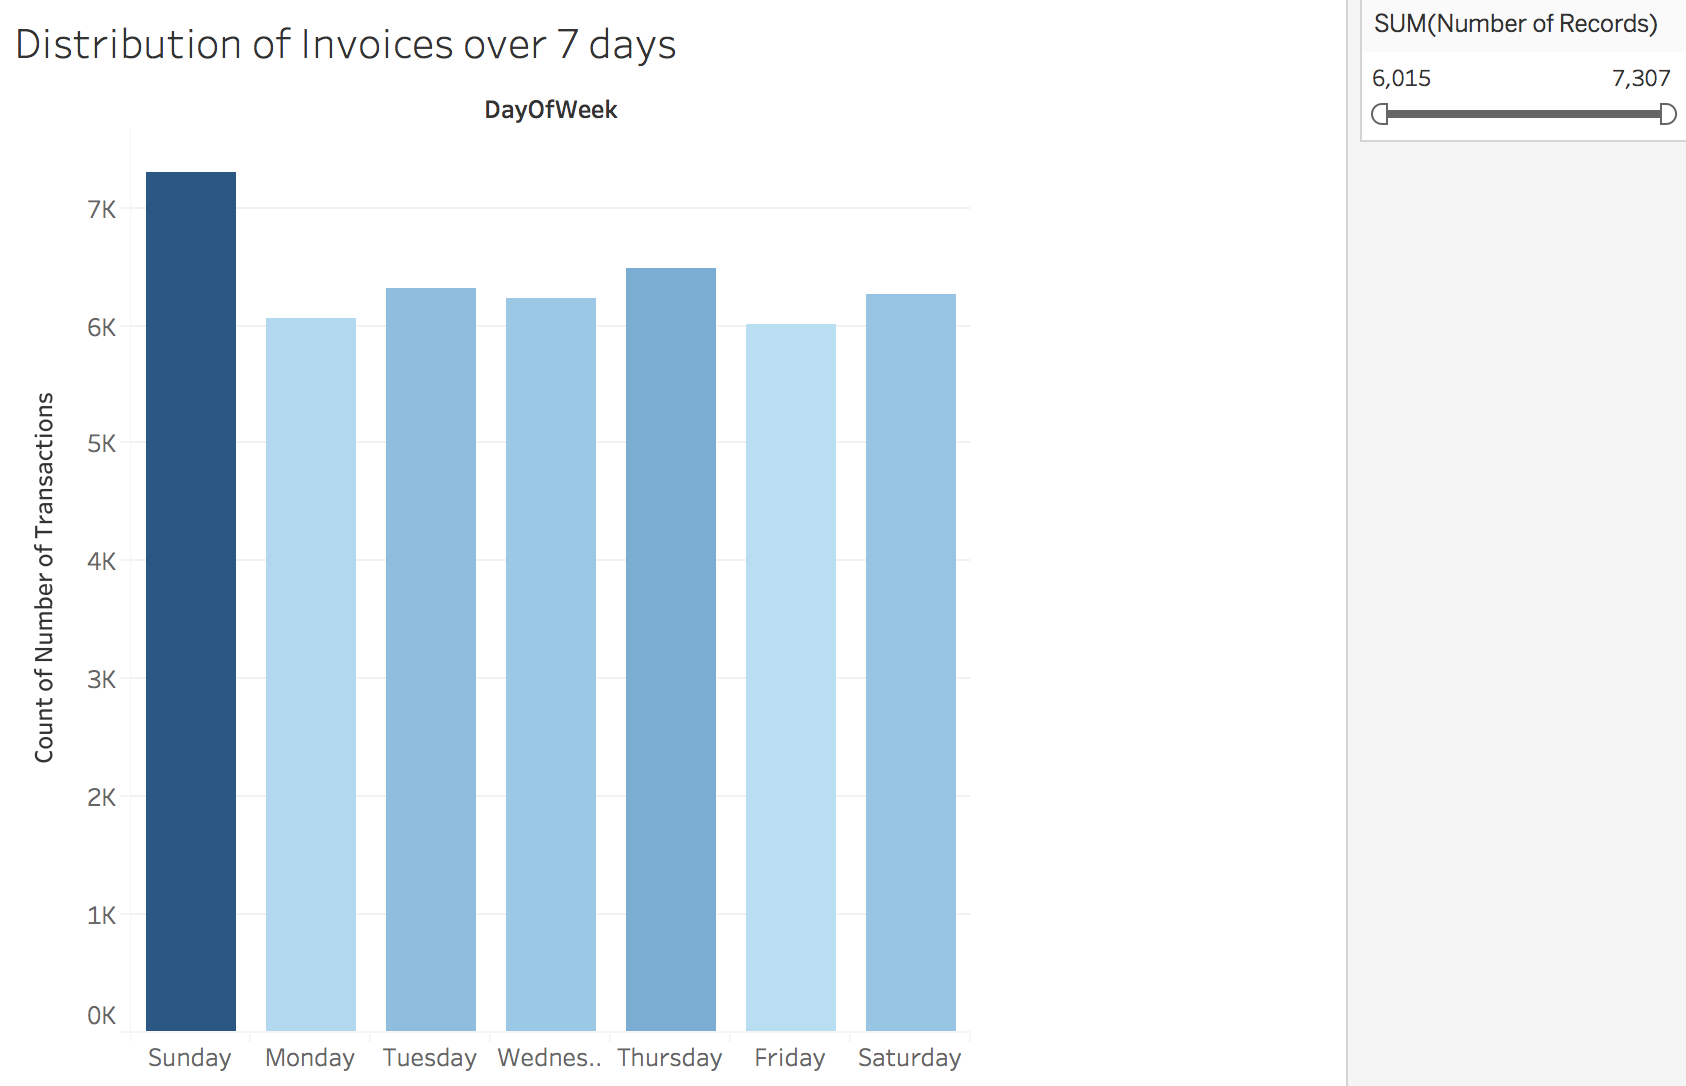 Distribution of Invoices over 7 days
SUM(Number of Records)
6,015 7,307
DayOfWeek
Count of Number of Transactions
7K
6K
5K
4K
3K
2K
1K
0K
Sunday Monday Tuesday Wednes.. Thursday Friday Saturday